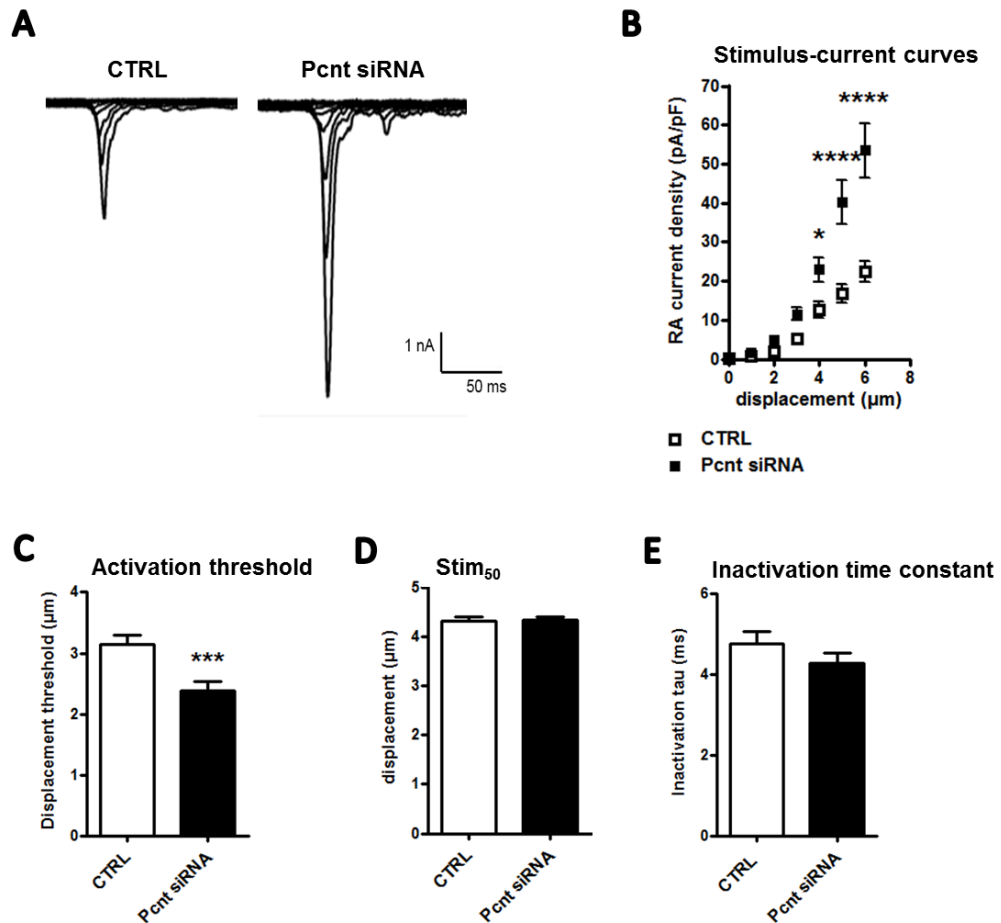 A
CTRL
Pcnt siRNA
1 nA
50 ms
B
Stimulus-current curves
RA current density (pA/pF)
70
60
50
40
30
20
10
0
****
****
*
0 2 4 6 8
displacement (µm)
CTRL
Pcnt siRNA
C
Activation threshold
Displacement threshold (µm)
4
3
2
1
0
***
CTRL
Pcnt siRNA
D
Stim₅₀
displacement (µm)
5
4
3
2
1
0
CTRL
Pcnt siRNA
E
Inactivation time constant
Inactivation tau (ms)
6
4
2
0
CTRL
Pcnt siRNA